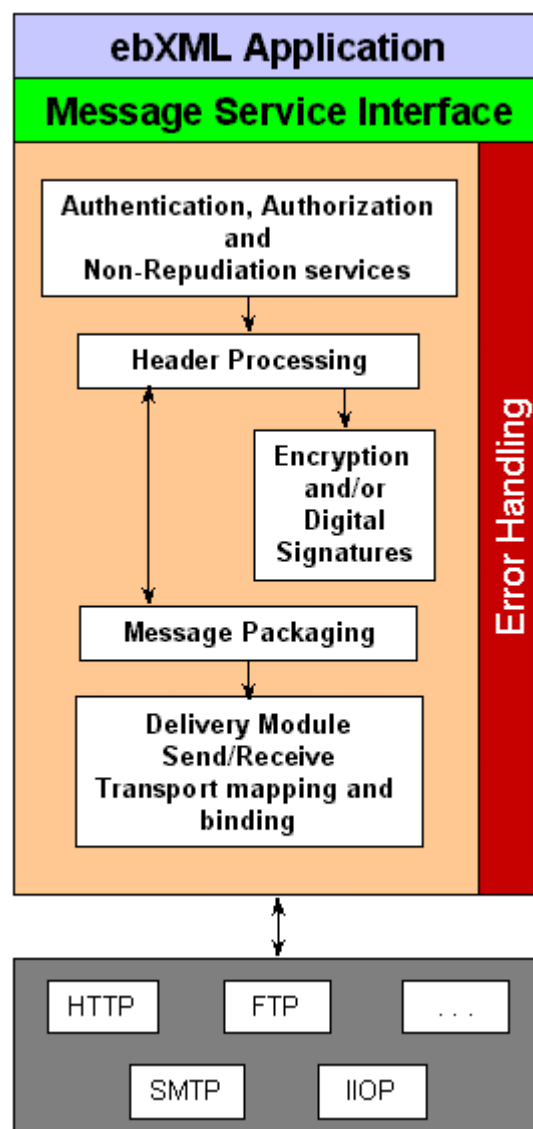 ebXML Application
Message Service Interface
Authentication, Authorization
and
Non-Repudiation services
Header Processing
Encryption
and/or
Digital
Signatures
Error Handling
Message Packaging
Delivery Module
Send/Receive
Transport mapping and
binding
HTTP
FTP
. . .
SMTP
IIOP